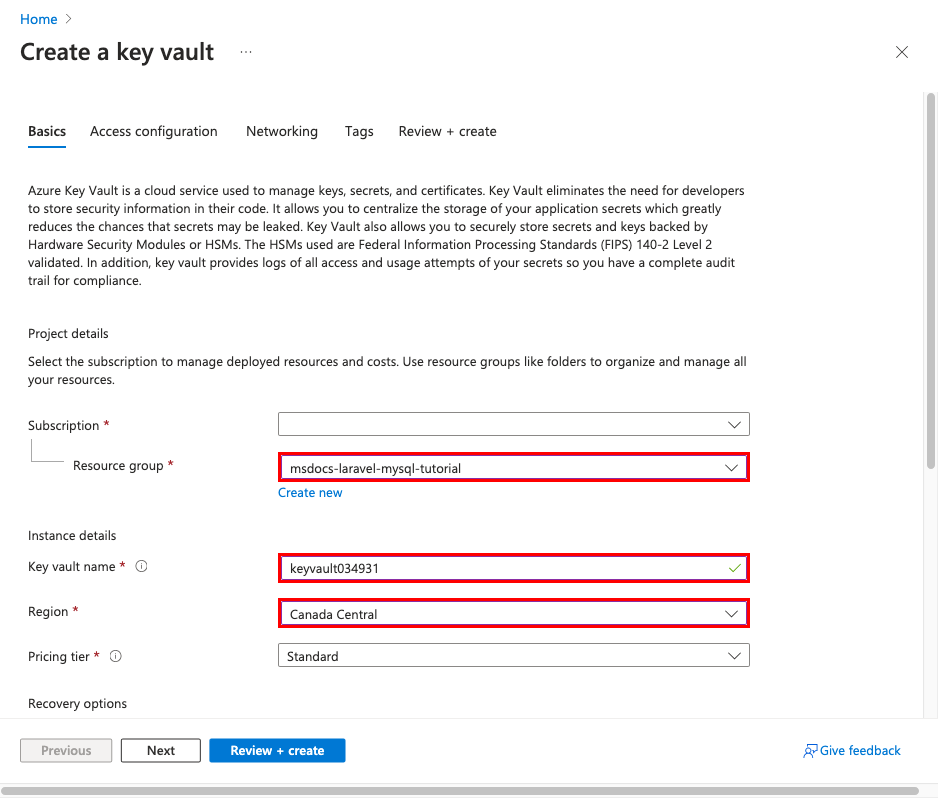 Home
Create a key vault ...
Basics Access configuration Networking Tags Review + create
Azure Key Vault is a cloud service used to manage keys, secrets, and certificates. Key Vault eliminates the need for developers
to store security information in their code. It allows you to centralize the storage of your application secrets which greatly
reduces the chances that secrets may be leaked. Key Vault also allows you to securely store secrets and keys backed by
Hardware Security Modules or HSMs. The HSMs used are Federal Information Processing Standards (FIPS) 140-2 Level 2
validated. In addition, key vault provides logs of all access and usage attempts of your secrets so you have a complete audit
trail for compliance.
Project details
Select the subscription to manage deployed resources and costs. Use resource groups like folders to organize and manage all
your resources.
Subscription *
Resource group * msdocs-laravel-mysql-tutorial
Create new
Instance details
Key vault name * keyvault034931
Region * Canada Central
Pricing tier * Standard
Recovery options
Previous Next Review + create Give feedback